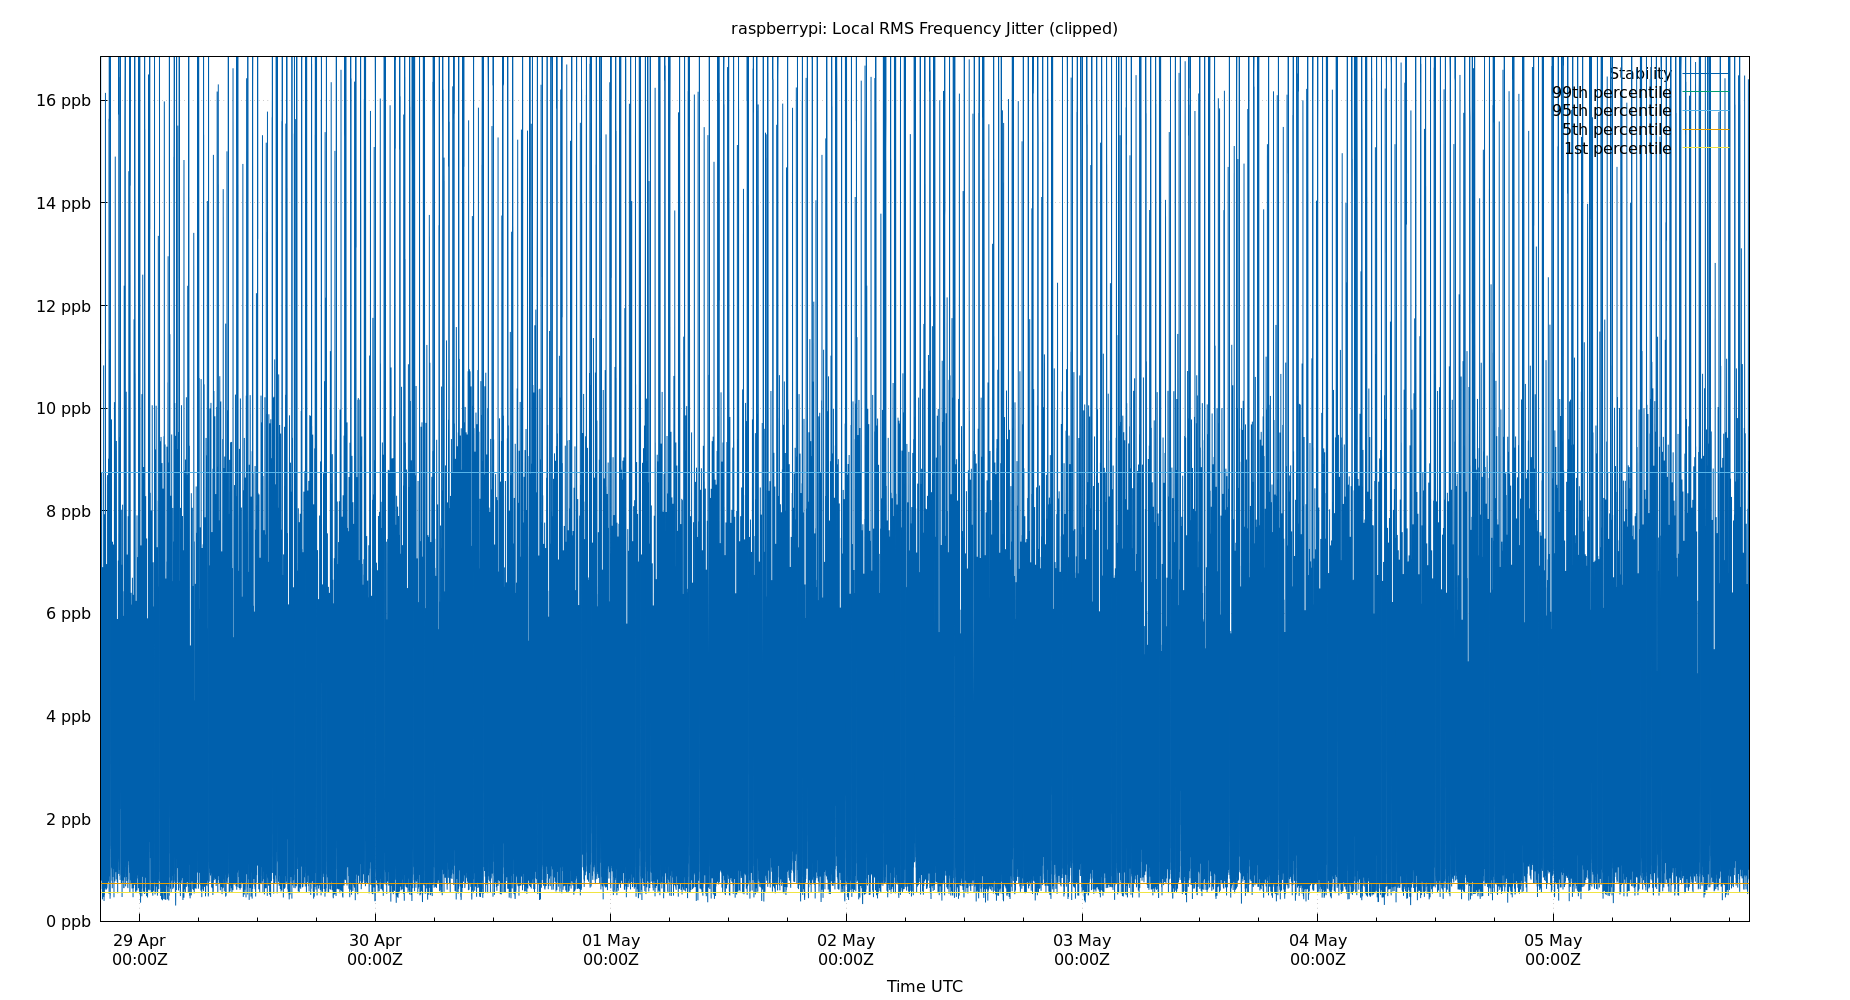 raspberrypi: Local RMS Frequency Jitter (clipped)
Stability
99th percentile
95th percentile
5th percentile
1st percentile
16 ppb
14 ppb
12 ppb
10 ppb
8 ppb
6 ppb
4 ppb
2 ppb
0 ppb
29 Apr 30 Apr 01 May 02 May 03 May 04 May 05 May
00:00Z 00:00Z 00:00Z 00:00Z 00:00Z 00:00Z 00:00Z
Time UTC